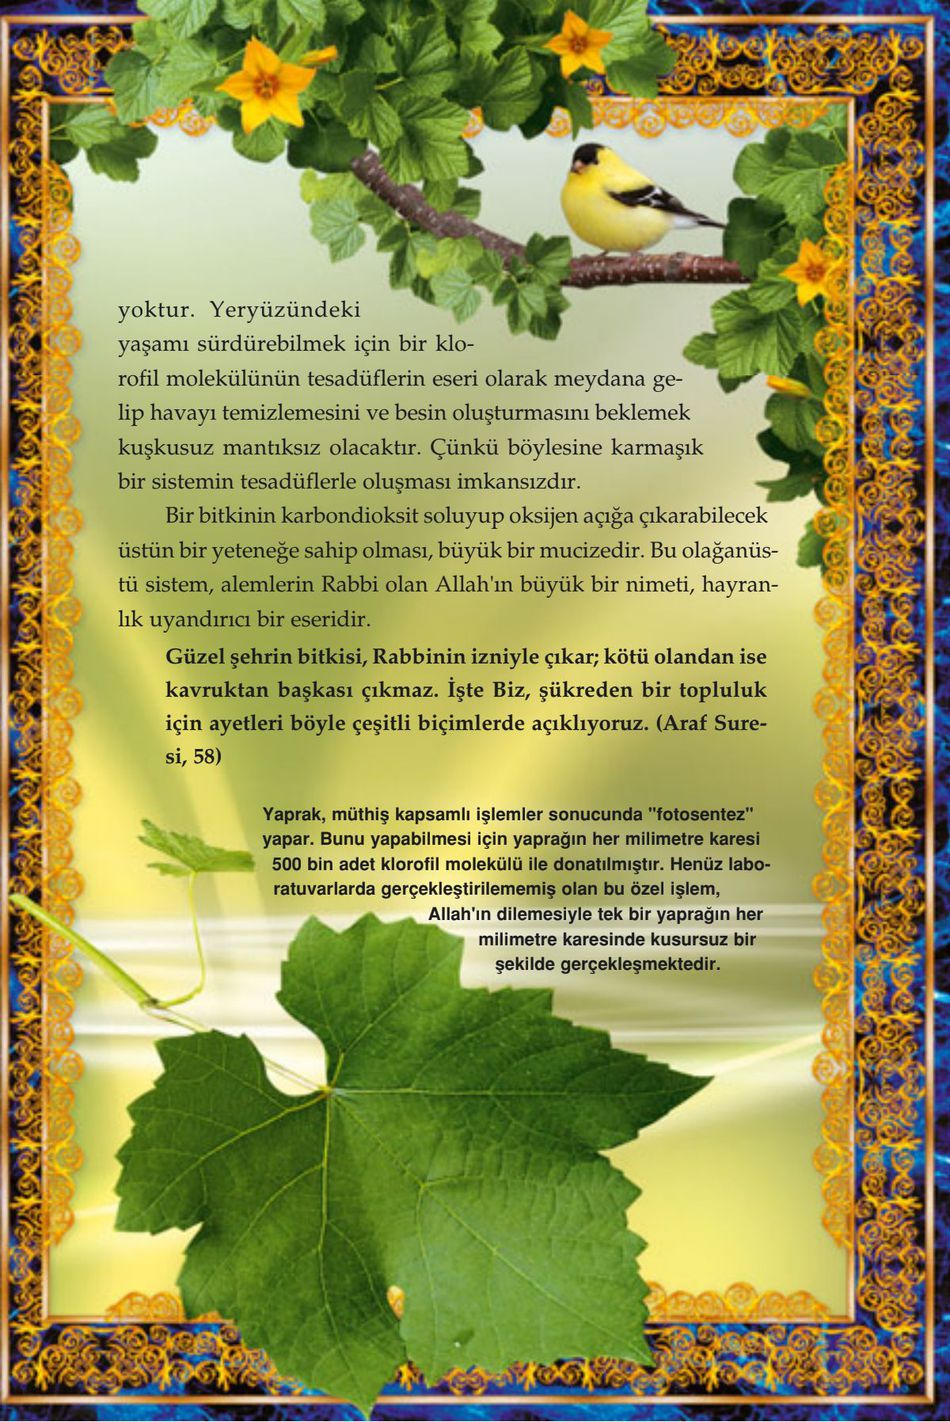 yoktur. Yeryüzündeki
yaşamı sürdürebilmek için bir klo-
rofil molekülünün tesadüflerin eseri olarak meydana ge-
lip havayı temizlemesini ve besin oluşturmasını beklemek
kuşkusuz mantıksız olacaktır. Çünkü böylesine karmaşık
bir sistemin tesadüflerle oluşması imkansızdır.
Bir bitkinin karbondioksit soluyup oksijen açığa çıkarabilecek
üstün bir yeteneğe sahip olması, büyük bir mucizedir. Bu olağanüs-
tü sistem, alemlerin Rabbi olan Allah'ın büyük bir nimeti, hayran-
lık uyandırıcı bir eseridir.
Güzel şehrin bitkisi, Rabbinin izniyle çıkar; kötü olandan ise
kavruktan başkası çıkmaz. İşte Biz, şükreden bir topluluk
için ayetleri böyle çeşitli biçimlerde açıklıyoruz. (Araf Sure-
si, 58)
Yaprak, müthiş kapsamlı işlemler sonucunda "fotosentez"
yapar. Bunu yapabilmesi için yaprağın her milimetre karesi
500 bin adet klorofil molekülü ile donatılmıştır. Henüz labo-
ratuvarlarda gerçekleştirilememiş olan bu özel işlem,
Allah'ın dilemesiyle tek bir yaprağın her
milimetre karesinde kusursuz bir
şekilde gerçekleşmektedir.